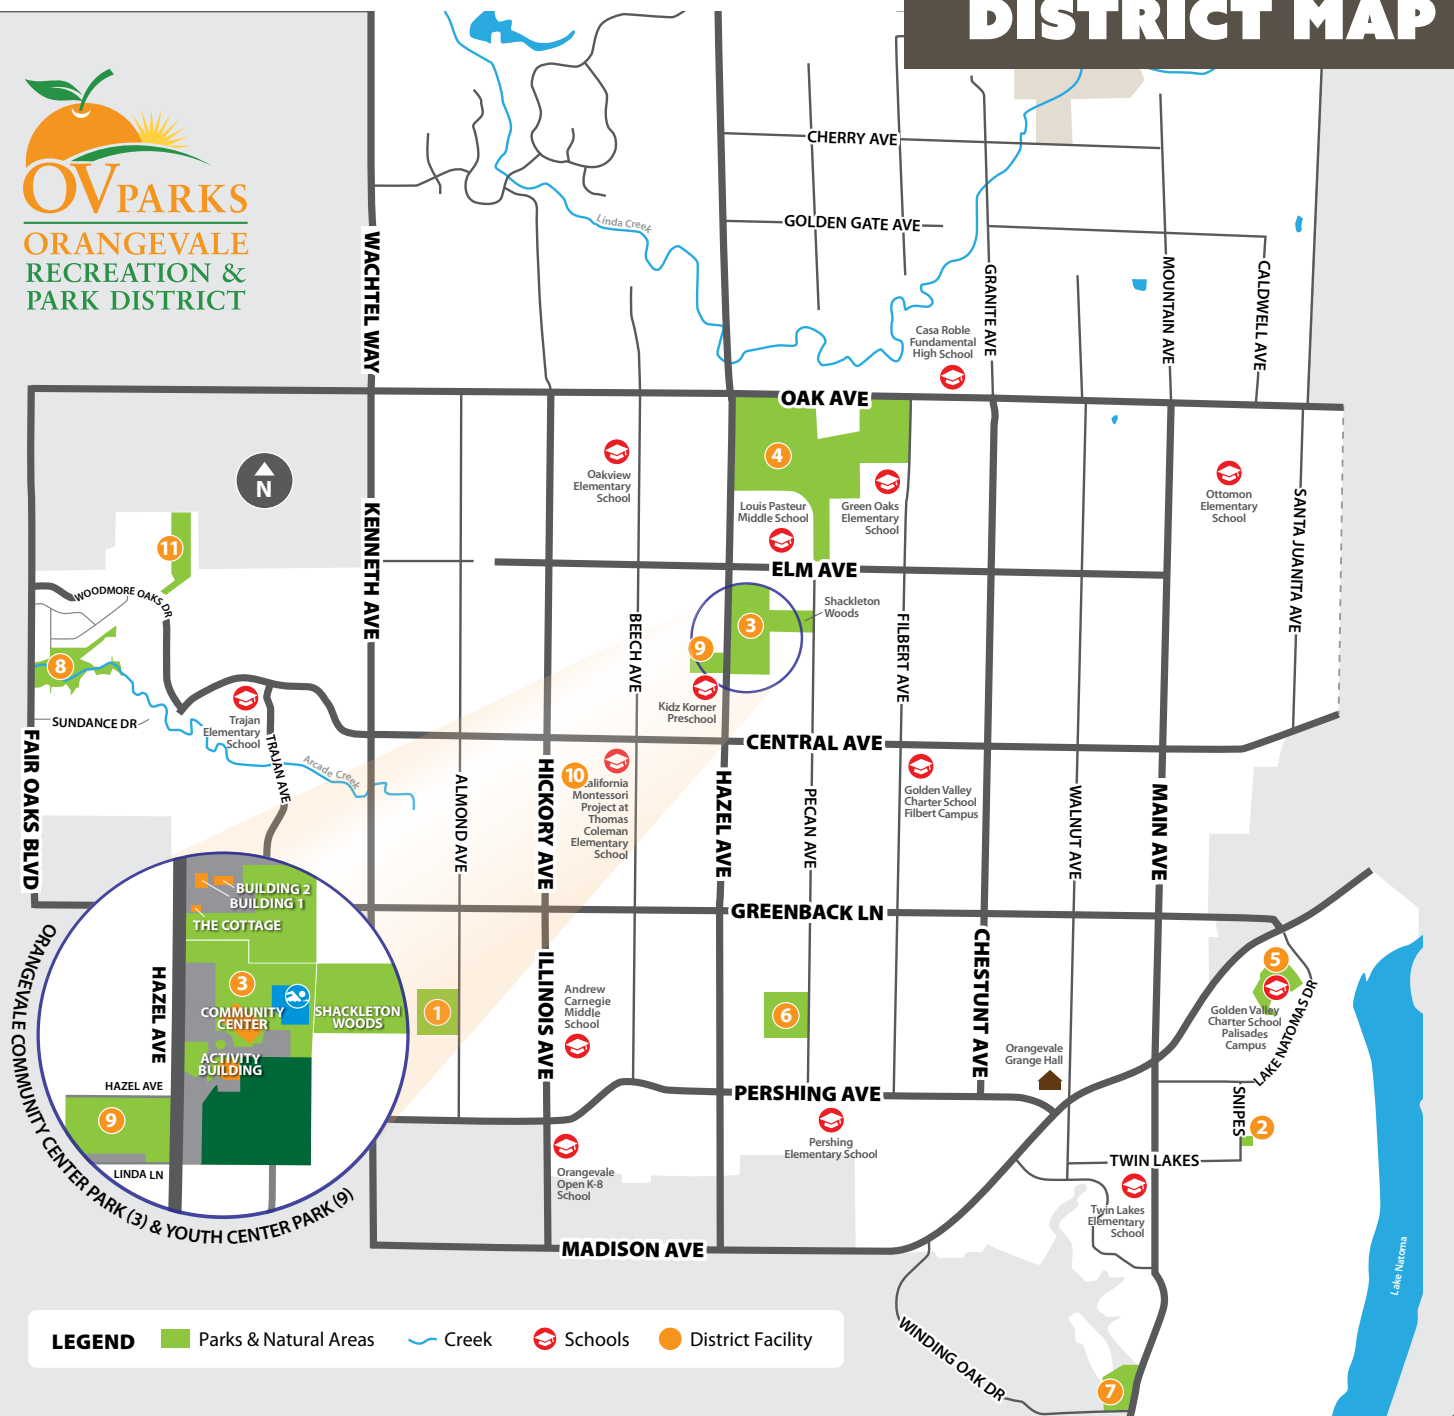 DISTRICT MAP
OV PARKS
ORANGEVALE
RECREATION &
PARK DISTRICT
CHERRY AVE
GOLDEN GATE AVE
Linda Creek
WACHTEL WAY
GRANITE AVE
MOUNTAIN AVE
CALDWELL AVE
Casa Roble
Fundamental
High School
OAK AVE
N
4
Oakview
Elementary
School
Louis Pasteur
Middle School
Green Oaks
Elementary
School
Ottomon
Elementary
School
SANTA JUANITA AVE
KENNETH AVE
11
ELM AVE
WOODMORE OAKS DR
Shackleton
Woods
3
9
BEECH AVE
FILBERT AVE
8
Kidz Korner
Preschool
SUNDANCE DR
Trajan
Elementary
School
TRAJAN AVE
Arcade Creek
FAIR OAKS BLVD
CENTRAL AVE
10
California
Montessori
Project at
Thomas
Coleman
Elementary
School
ALMOND AVE
HICKORY AVE
HAZEL AVE
PECAN AVE
Golden Valley
Charter School
Filbert Campus
WALNUT AVE
MAIN AVE
GREENBACK LN
BUILDING 2
BUILDING 1
THE COTTAGE
HAZEL AVE
3
COMMUNITY
CENTER
SHACKLETON
WOODS
ACTIVITY
BUILDING
HAZEL AVE
9
LINDA LN
ORANGEVALE COMMUNITY CENTER PARK (3) & YOUTH CENTER PARK (9)
1
ILLINOIS AVE
Andrew
Carnegie
Middle
School
6
CHESTUNT AVE
Orangevale
Grange Hall
5
Golden Valley
Charter School
Palisades
Campus
LAKE NATOMAS DR
SNIPES
2
PERSHING AVE
Pershing
Elementary School
Orangevale
Open K-8
School
TWIN LAKES
Twin Lakes
Elementary
School
MADISON AVE
Lake Natoma
WINDING OAK DR
7
LEGEND
Parks & Natural Areas
Creek
Schools
District Facility